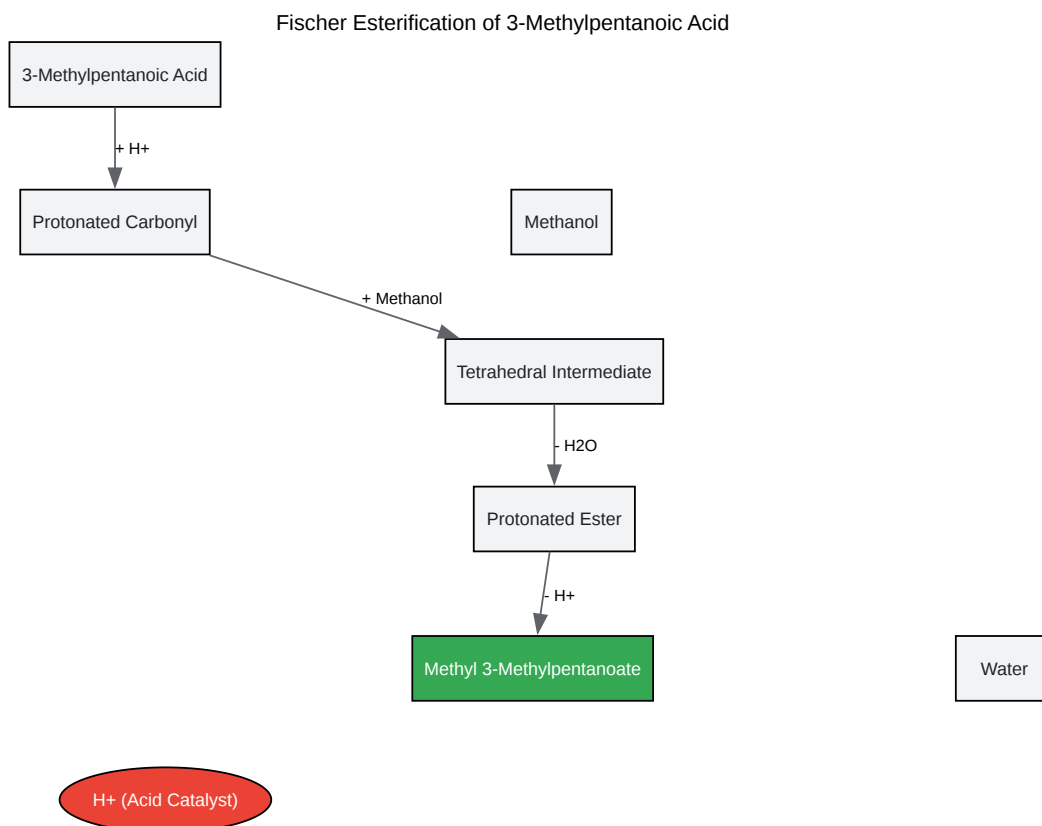 Fischer Esterification of 3-Methylpentanoic Acid
3-Methylpentanoic Acid
+ H+
Protonated Carbonyl
Methanol
+ Methanol
Tetrahedral Intermediate
- H2O
Protonated Ester
- H+
Methyl 3-Methylpentanoate
Water
H+ (Acid Catalyst)